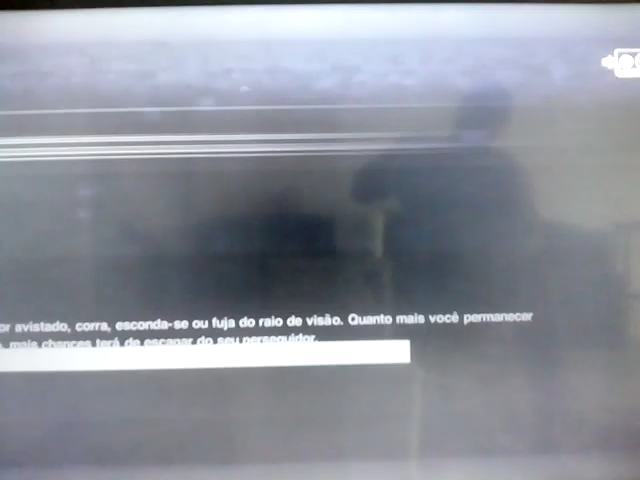 or avistado, corra, esconda-se ou fuja do raio de visão. Quanto mais você permanecer
mais chances terá de escapar do seu perseguidor.